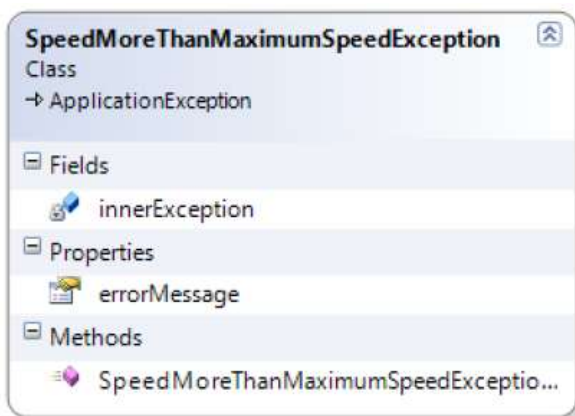 SpeedMoreThanMaximumSpeedException
Class
ApplicationException
Fields
innerException
Properties
errorMessage
Methods
SpeedMoreThanMaximumSpeedExceptio...